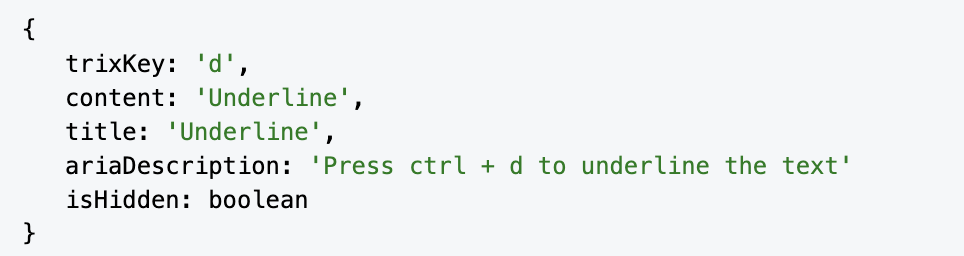 {
trixKey: 'd',
content: 'Underline',
title: 'Underline',
ariaDescription: 'Press ctrl + d to underline the text'
isHidden: boolean
}